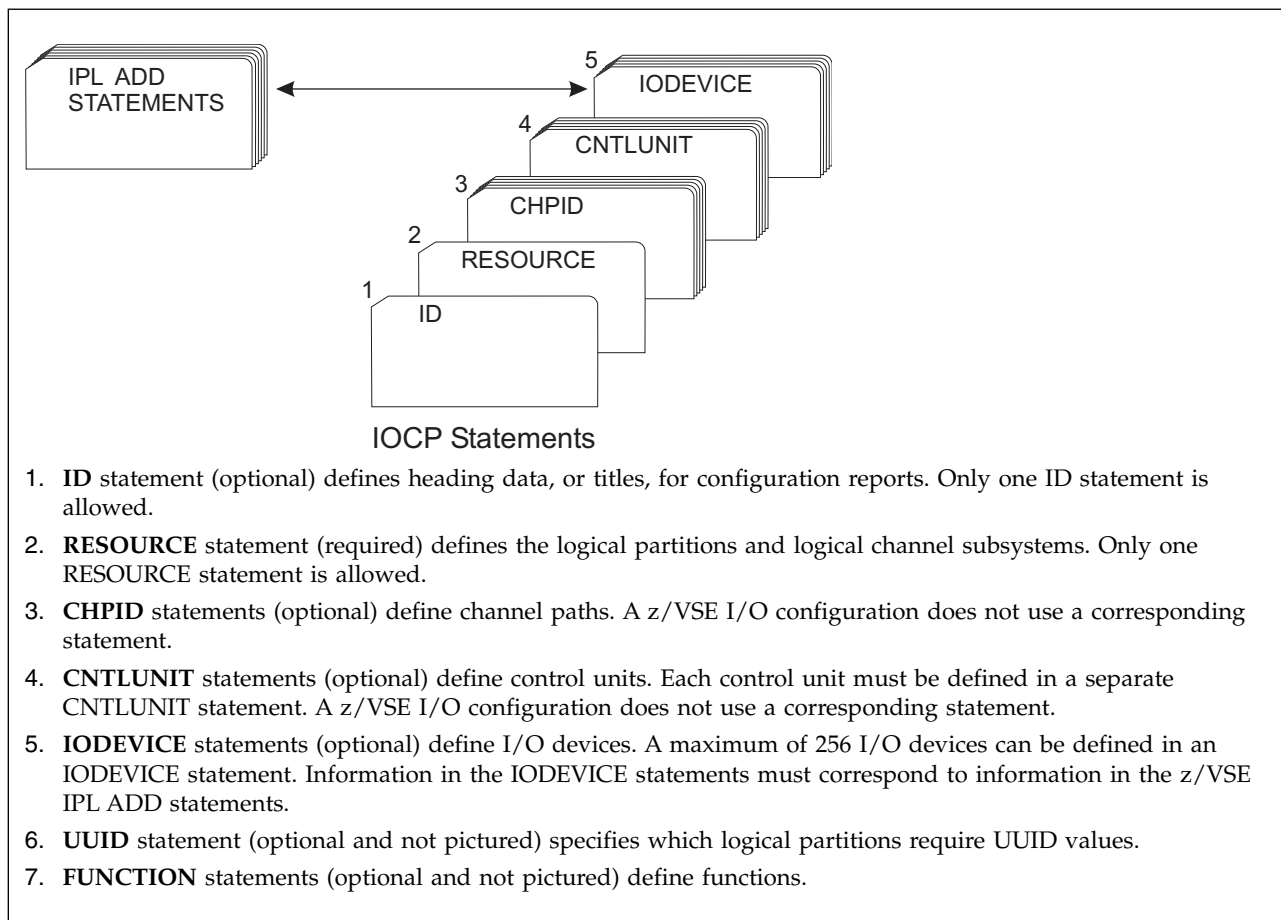 IPL ADD
STATEMENTS
5
IODEVICE
4
CNTLUNIT
3
CHPID
2
RESOURCE
1
ID
IOCP Statements
1. ID statement (optional) defines heading data, or titles, for configuration reports. Only one ID statement is
allowed.
2. RESOURCE statement (required) defines the logical partitions and logical channel subsystems. Only one
RESOURCE statement is allowed.
3. CHPID statements (optional) define channel paths. A z/VSE I/O configuration does not use a corresponding
statement.
4. CNTLUNIT statements (optional) define control units. Each control unit must be defined in a separate
CNTLUNIT statement. A z/VSE I/O configuration does not use a corresponding statement.
5. IODEVICE statements (optional) define I/O devices. A maximum of 256 I/O devices can be defined in an
IODEVICE statement. Information in the IODEVICE statements must correspond to information in the z/VSE
IPL ADD statements.
6. UUID statement (optional and not pictured) specifies which logical partitions require UUID values.
7. FUNCTION statements (optional and not pictured) define functions.